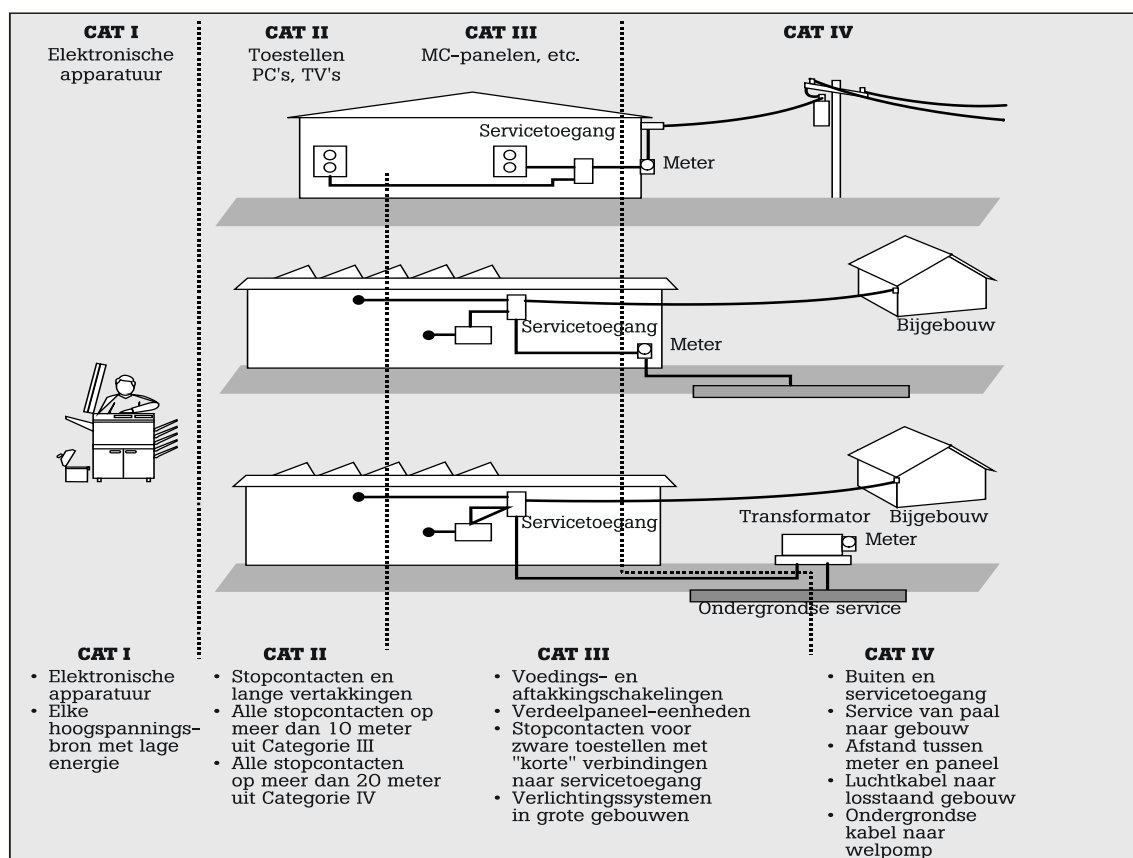 CAT I
Elektronische
apparatuur
CAT II
Toestellen
PC's, TV's
CAT III
MC-panelen, etc.
CAT IV
Servicetoegang
Meter
Servicetoegang
Meter
Bijgebouw
Servicetoegang
Transformator
Meter
Bijgebouw
Ondergrondse service
CAT I
• Elektronische
apparatuur
• Elke
hoogspannings-
bron met lage
energie
CAT II
• Stopcontacten en
lange vertakkingen
• Alle stopcontacten op
meer dan 10 meter
uit Categorie III
• Alle stopcontacten
op meer dan 20 meter
uit Categorie IV
CAT III
• Voedings- en
aftakkingschakelingen
• Verdeelpaneel-eenheden
• Stopcontacten voor
zware toestellen met
"korte" verbindingen
naar servicetoegang
• Verlichtingssystemen
in grote gebouwen
CAT IV
• Buiten en
servicetoegang
• Service van paal
naar gebouw
• Afstand tussen
meter en paneel
• Luchtkabel naar
losstaand gebouw
• Ondergrondse
kabel naar
welpomp